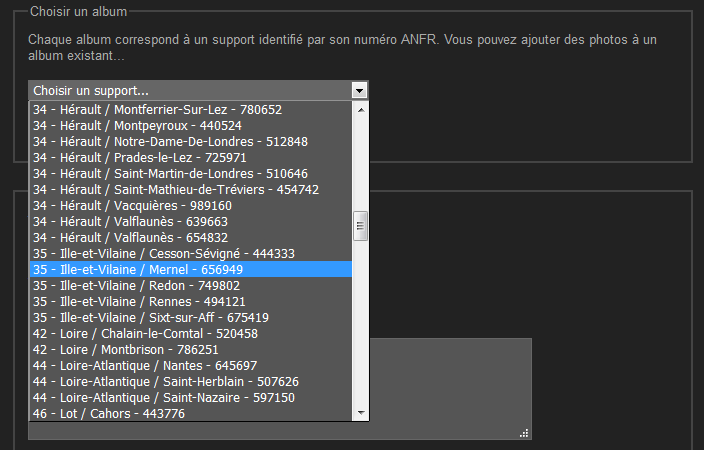 Choisir un album
Chaque album correspond à un support identifié par son numéro ANFR. Vous pouvez ajouter des photos à un
album existant...
Choisir un support...
34 - Hérault / Montferrier-Sur-Lez - 780652
34 - Hérault / Montpeyroux - 440524
34 - Hérault / Notre-Dame-De-Londres - 512848
34 - Hérault / Prades-le-Lez - 725971
34 - Hérault / Saint-Martin-de-Londres - 510646
34 - Hérault / Saint-Mathieu-de-Tréviers - 454742
34 - Hérault / Vacquières - 989160
34 - Hérault / Valflaunès - 639663
34 - Hérault / Valflaunès - 654832
35 - Ille-et-Vilaine / Cesson-Sévigné - 444333
35 - Ille-et-Vilaine / Mernel - 656949
35 - Ille-et-Vilaine / Redon - 749802
35 - Ille-et-Vilaine / Rennes - 494121
35 - Ille-et-Vilaine / Sixt-sur-Aff - 675419
42 - Loire / Chalain-le-Comtal - 520458
42 - Loire / Montbrison - 786251
44 - Loire-Atlantique / Nantes - 645697
44 - Loire-Atlantique / Saint-Herblain - 507626
44 - Loire-Atlantique / Saint-Nazaire - 597150
46 - Lot / Cahors - 443776